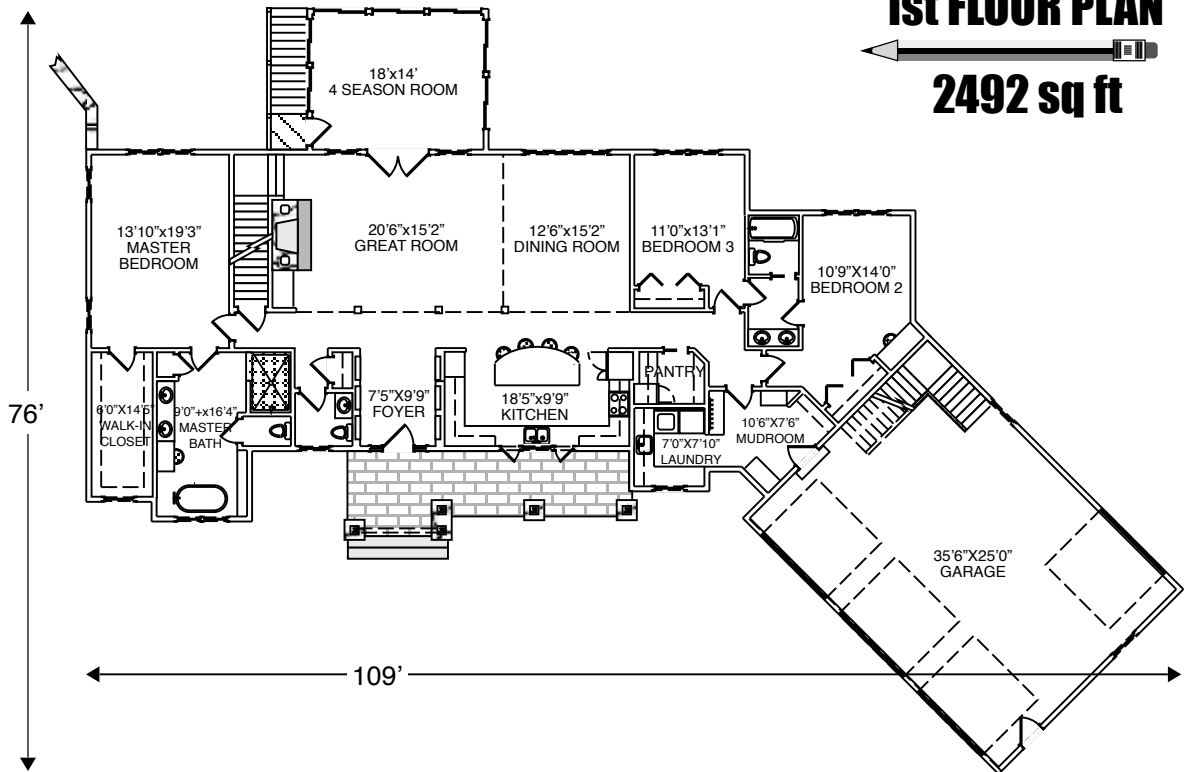 1st FLOOR PLAN
2492 sq ft
18'x14'
4 SEASON ROOM
13'10"x19'3"
MASTER
BEDROOM
20'6"x15'2"
GREAT ROOM
12'6"x15'2"
DINING ROOM
11'0"x13'1"
BEDROOM 3
10'9"X14'0"
BEDROOM 2
6'0"X14'5"
WALK-IN
CLOSET
9'0"+x16'4"
MASTER
BATH
7'5"X9'9"
FOYER
18'5"x9'9"
KITCHEN
PANTRY
7'0"X7'10"
LAUNDRY
10'6"X7'6"
MUDROOM
35'6"X25'0"
GARAGE
76'
109'